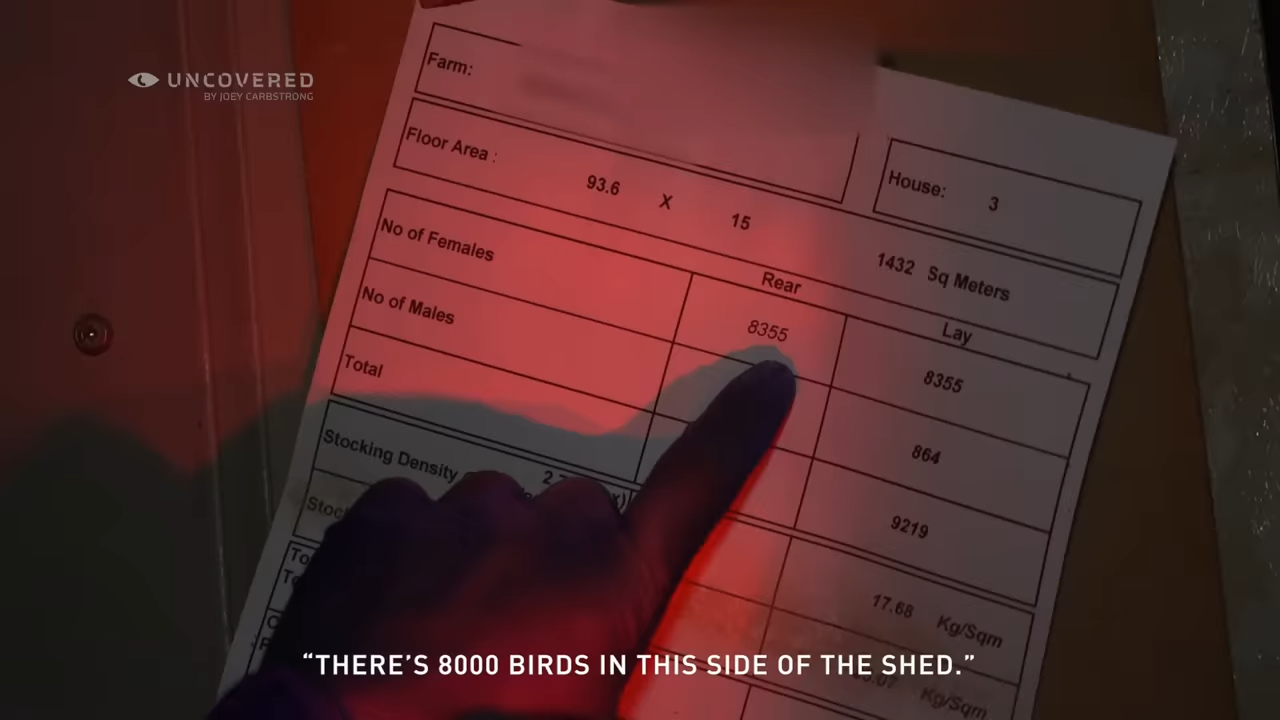 UNCOVERED
BY JOEY CARBSTRONG
Farm:
House: 3
Floor Area : 93.6 X 15 1432 Sq Meters
Rear Lay
No of Females 8355 8355
No of Males 864
Total 9219
Stocking Density
17.68 Kg/Sqm
Kg/Sqm
“THERE’S 8000 BIRDS IN THIS SIDE OF THE SHED.”